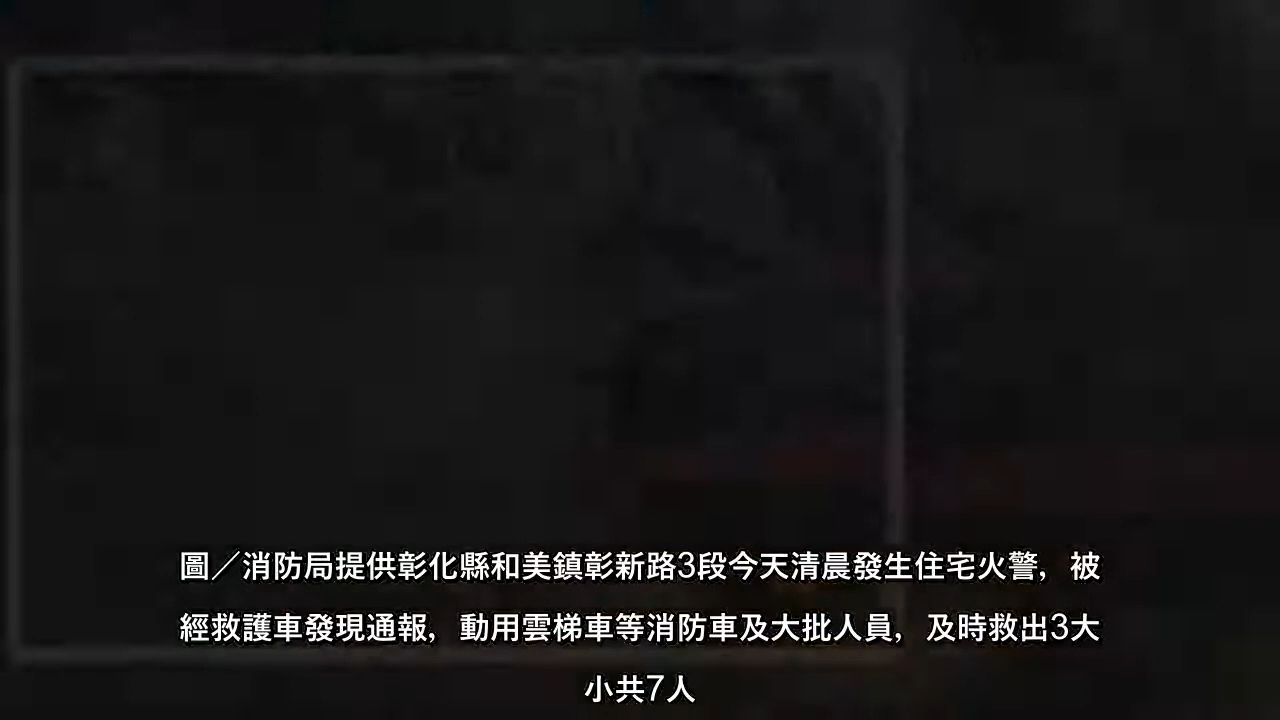 圖／消防局提供彰化縣和美鎮彰新路3段今天清晨發生住宅火警，被
經救護車發現通報，動用雲梯車等消防車及大批人員，及時救出3大
小共7人